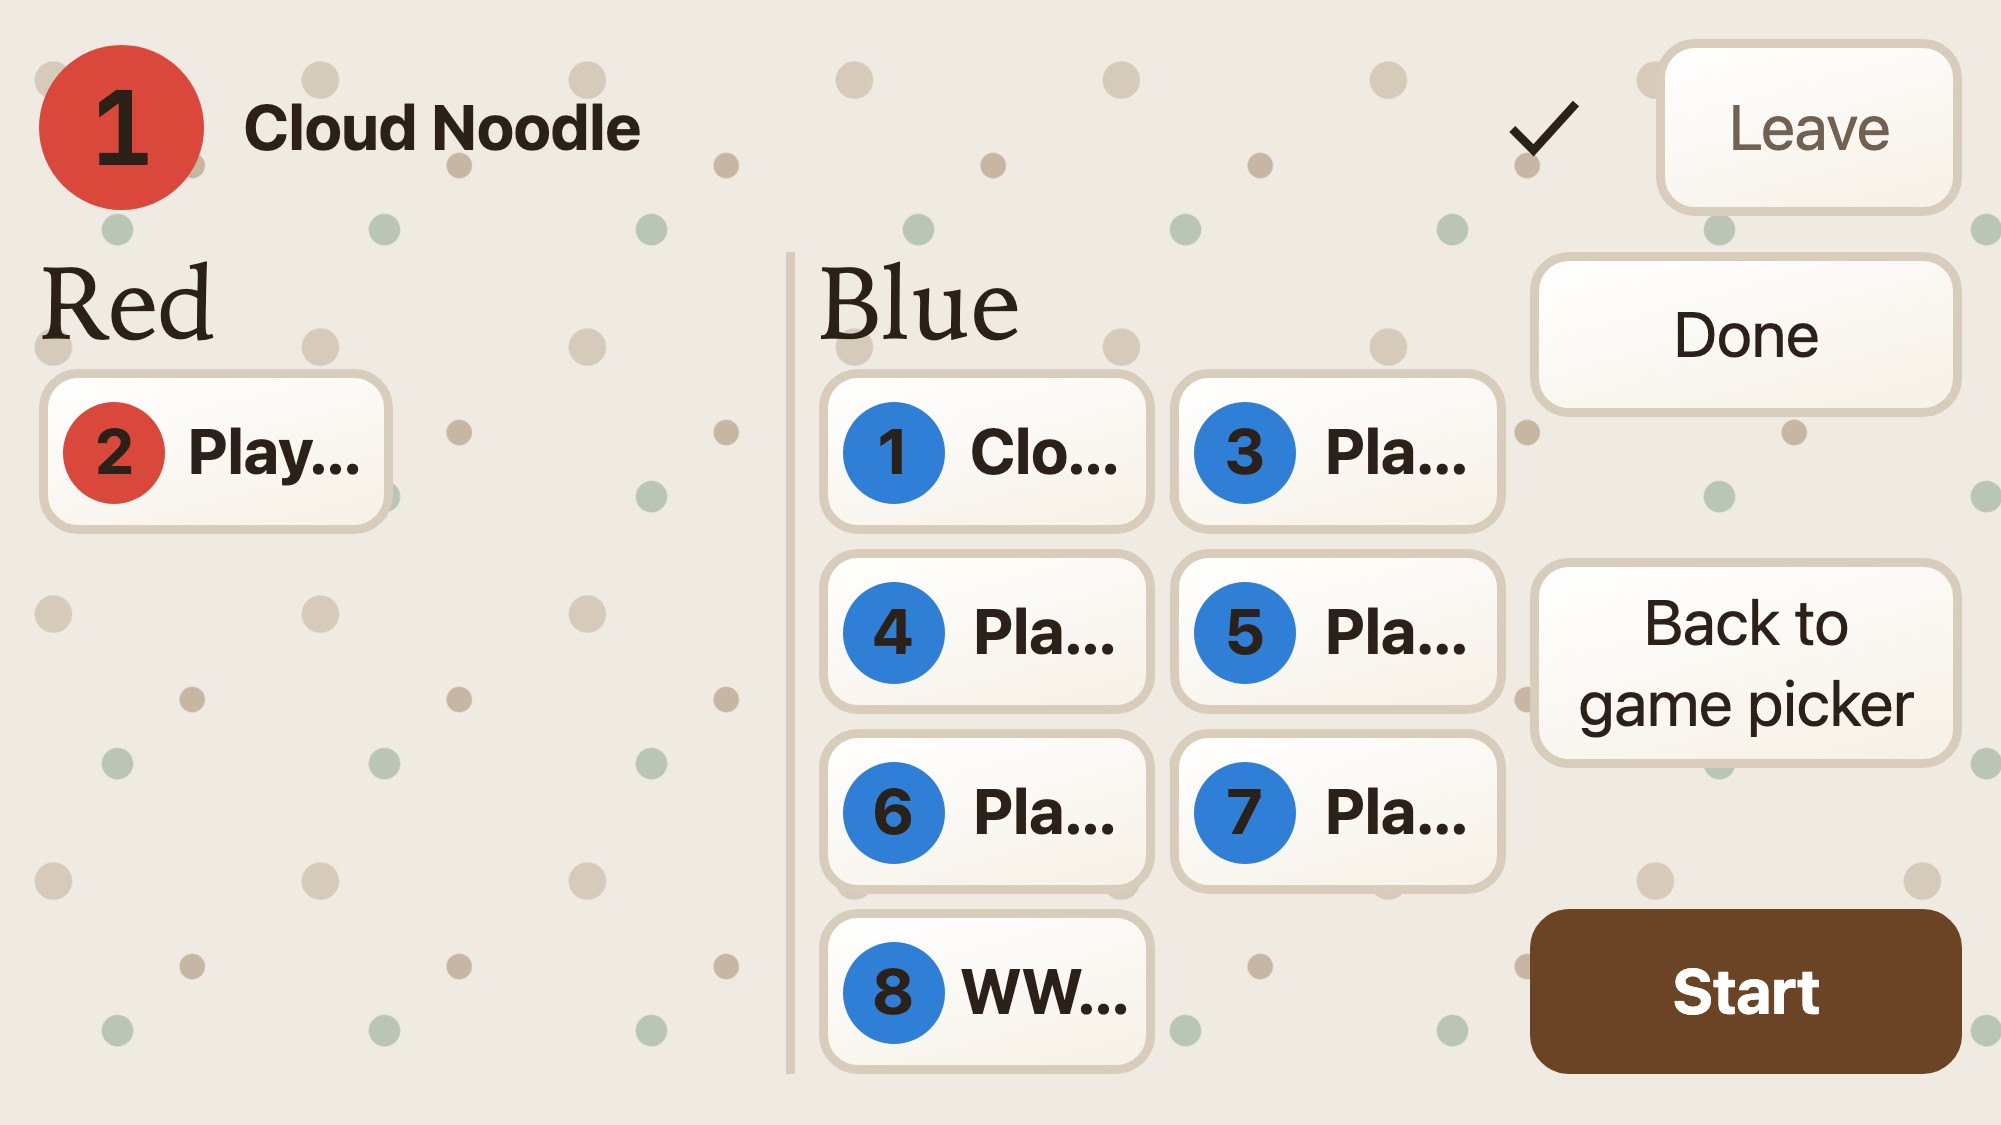 1 Cloud Noodle
Leave
Red
2 Play...
Blue
1 Clo...
3 Pla...
4 Pla...
5 Pla...
6 Pla...
7 Pla...
8 WW...
Done
Back to
game picker
Start